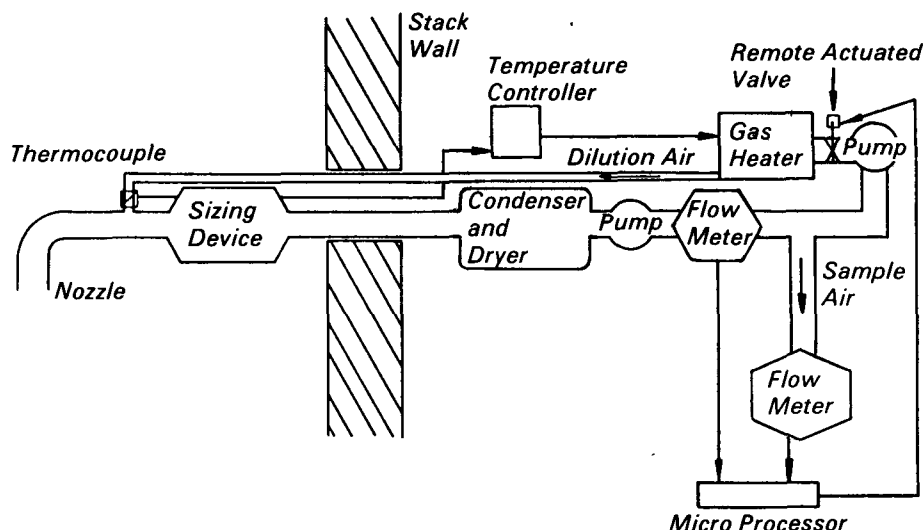 Stack
Wall
Temperature
Controller
Remote Actuated
Valve
Thermocouple
Dilution Air
Gas
Heater
Pump
Sizing
Device
Condenser
and
Dryer
Pump
Flow
Meter
Nozzle
Sample
Air
Flow
Meter
Micro Processor